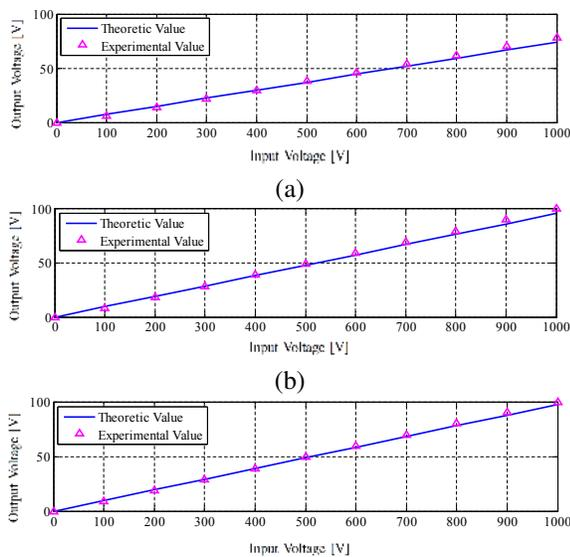 100
50
0
Output Voltage [V]
Theoretic Value
Experimental Value
0 100 200 300 400 500 600 700 800 900 1000
Input Voltage [V]
(a)
100
50
0
Output Voltage [V]
Theoretic Value
Experimental Value
0 100 200 300 400 500 600 700 800 900 1000
Input Voltage [V]
(b)
100
50
0
Output Voltage [V]
Theoretic Value
Experimental Value
0 100 200 300 400 500 600 700 800 900 1000
Input Voltage [V]